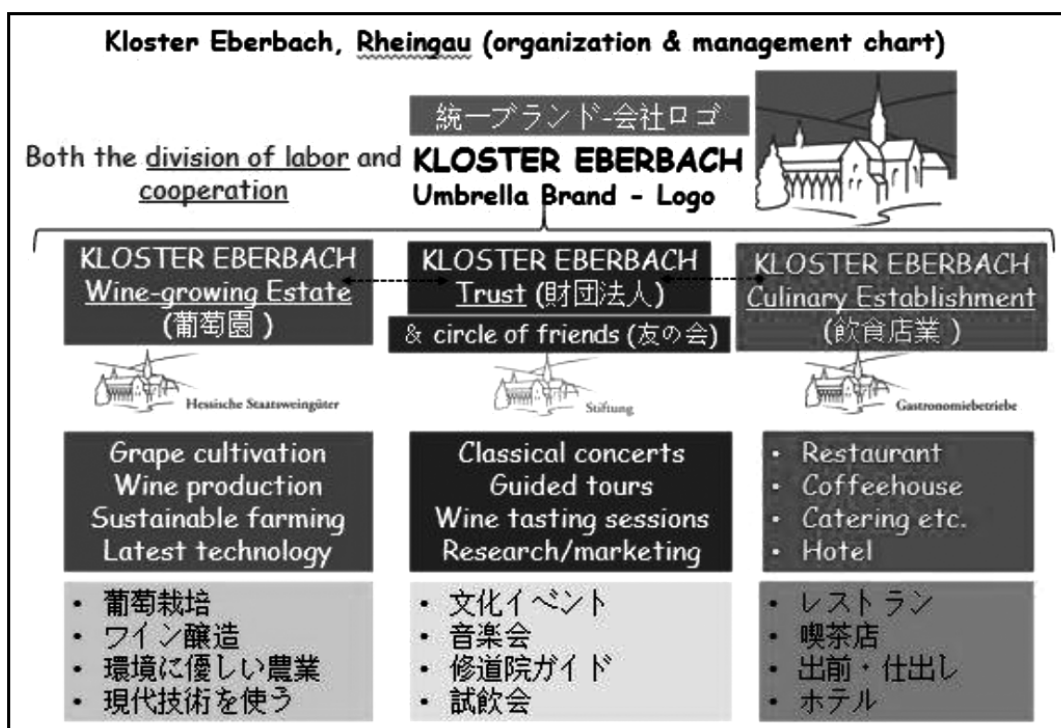 Kloster Eberbach, Rheingau (organization & management chart)
統一ブランド-会社ロゴ
Both the division of labor and
cooperation
KLOSTER EBERBACH
Umbrella Brand - Logo
KLOSTER EBERBACH
Wine-growing Estate
(葡萄園 )
KLOSTER EBERBACH
Trust (財団法人)
& circle of friends (友の会)
KLOSTER EBERBACH
Culinary Establishment
(飲食店業 )
Hessische Staatsweingüter
Stiftung
Gastronomiebetriebe
Grape cultivation
Wine production
Sustainable farming
Latest technology
Classical concerts
Guided tours
Wine tasting sessions
Research/marketing
• Restaurant
• Coffeehouse
• Catering etc.
• Hotel
• 葡萄栽培
• ワイン醸造
• 環境に優しい農業
• 現代技術を使う
• 文化イベント
• 音楽会
• 修道院ガイド
• 試飲会
• レストラン
• 喫茶店
• 出前・仕出し
• ホテル